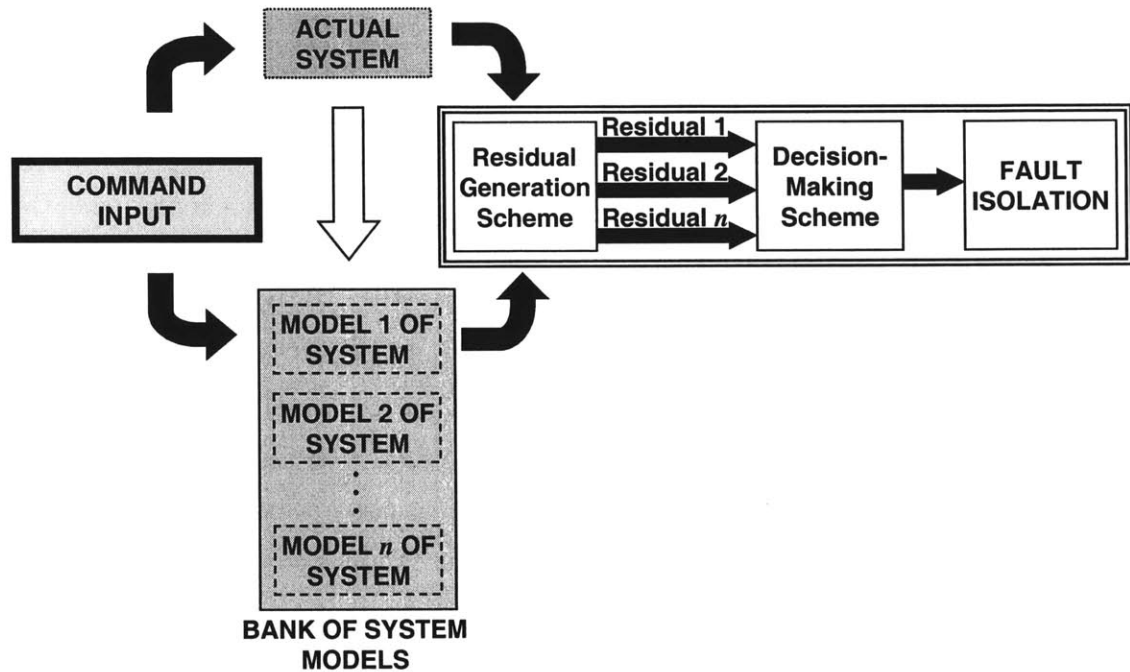 ACTUAL
SYSTEM
COMMAND
INPUT
Residual
Generation
Scheme
Residual 1
Residual 2
Residual n
Decision-
Making
Scheme
FAULT
ISOLATION
MODEL 1 OF
SYSTEM
MODEL 2 OF
SYSTEM
MODEL n OF
SYSTEM
BANK OF SYSTEM
MODELS